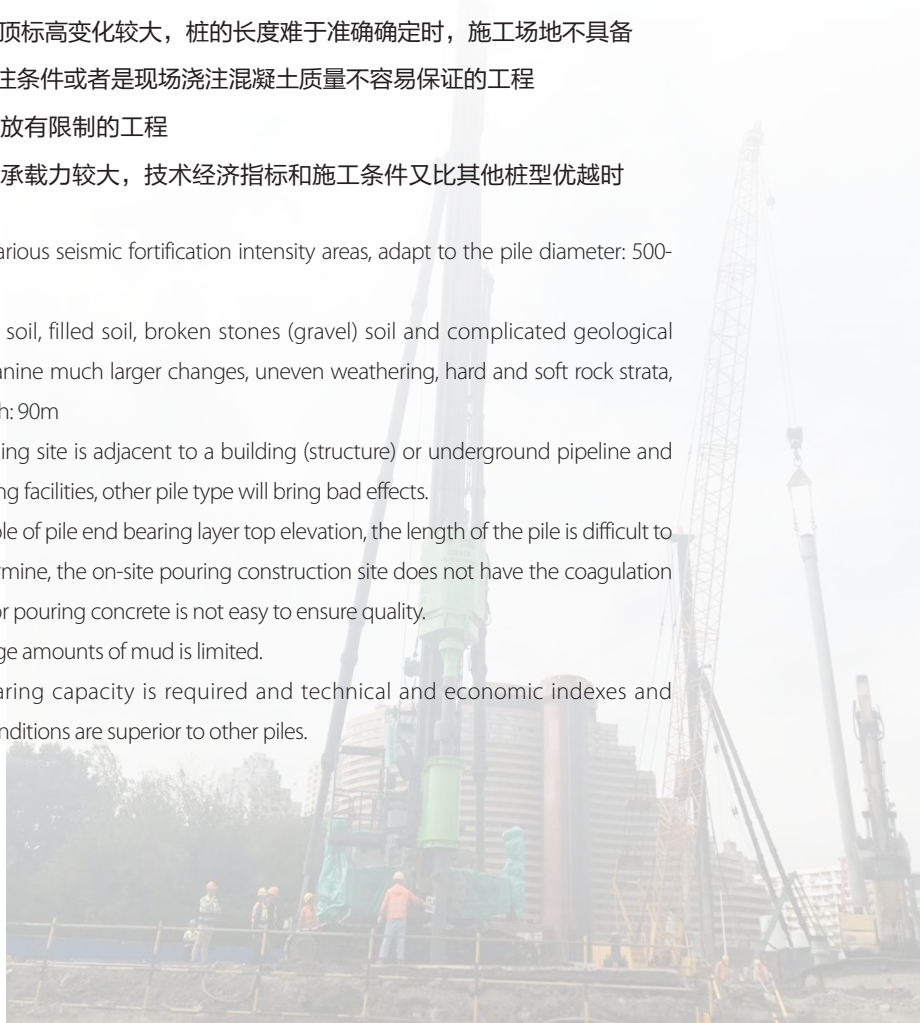 顶标高变化较大，桩的长度难于准确确定时，施工场地不具备
注条件或者是现场浇注混凝土质量不容易保证的工程
放有限制的工程
承载力较大，技术经济指标和施工条件又比其他桩型优越时
arious seismic fortification intensity areas, adapt to the pile diameter: 500-
soil, filled soil, broken stones (gravel) soil and complicated geological
anine much larger changes, uneven weathering, hard and soft rock strata,
h: 90m
ing site is adjacent to a building (structure) or underground pipeline and
ng facilities, other pile type will bring bad effects.
ole of pile end bearing layer top elevation, the length of the pile is difficult to
rmine, the on-site pouring construction site does not have the coagulation
or pouring concrete is not easy to ensure quality.
ge amounts of mud is limited.
aring capacity is required and technical and economic indexes and
nditions are superior to other piles.